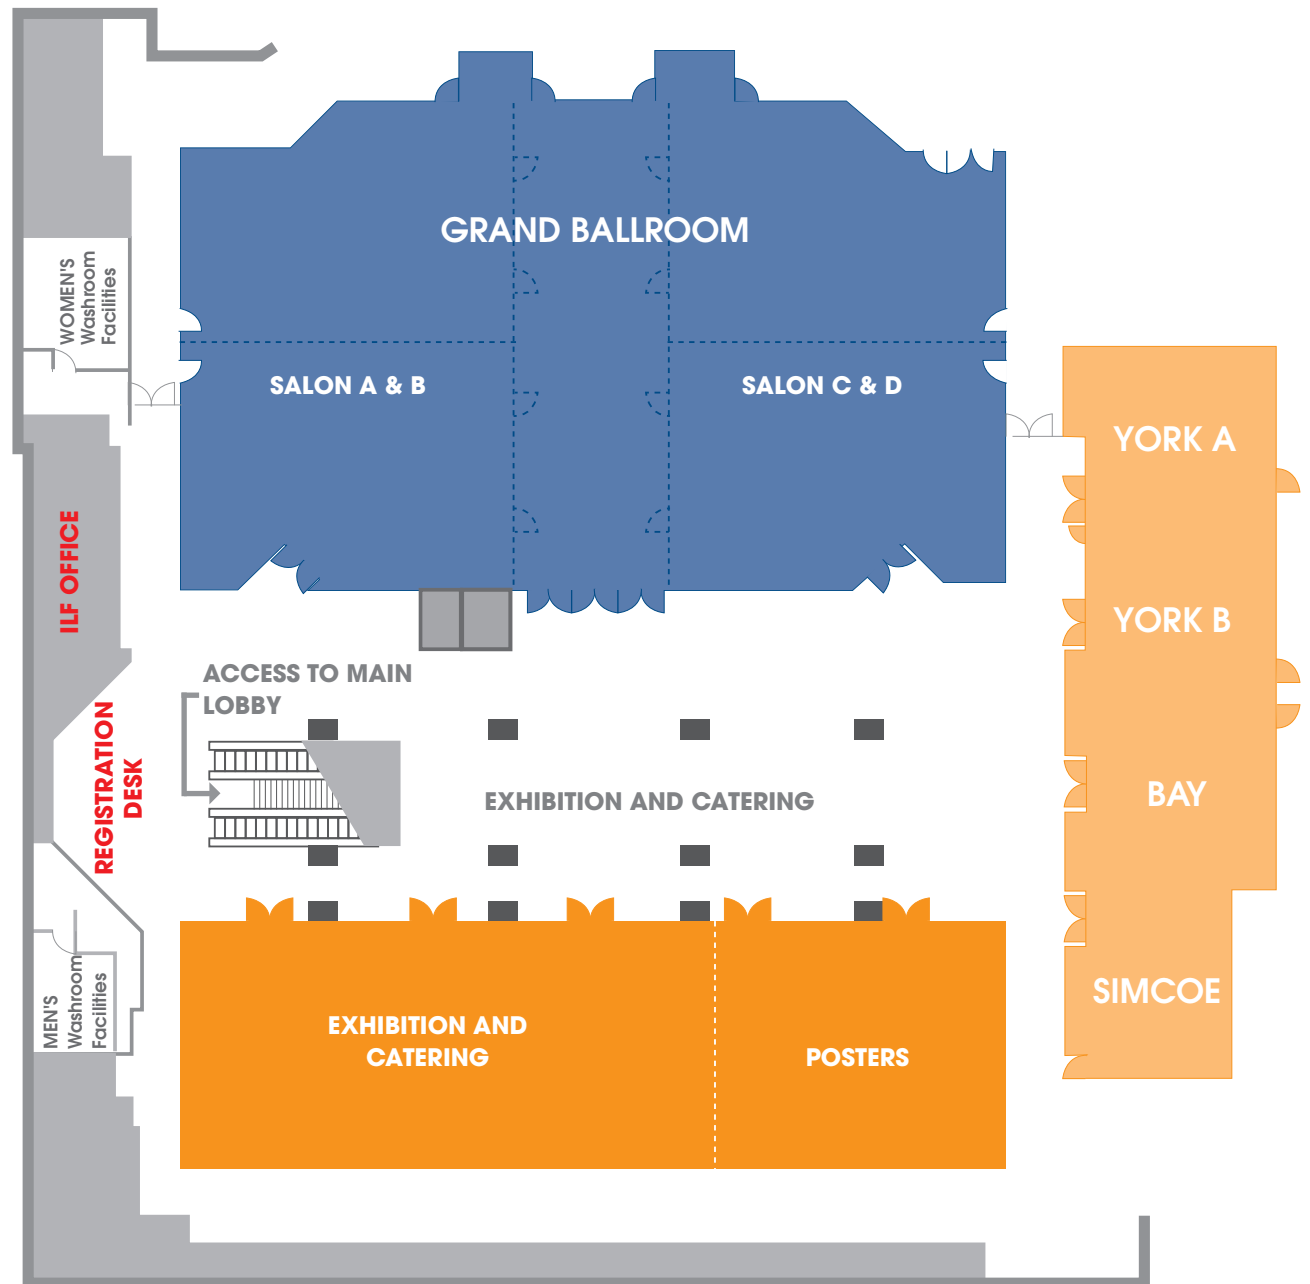 GRAND BALLROOM
WOMEN'S
Washroom
Facilities
SALON A & B
SALON C & D
YORK A
ILF OFFICE
YORK B
ACCESS TO MAIN
LOBBY
REGISTRATION
DESK
EXHIBITION AND CATERING
BAY
MEN'S
Washroom
Facilities
SIMCOE
EXHIBITION AND
CATERING
POSTERS